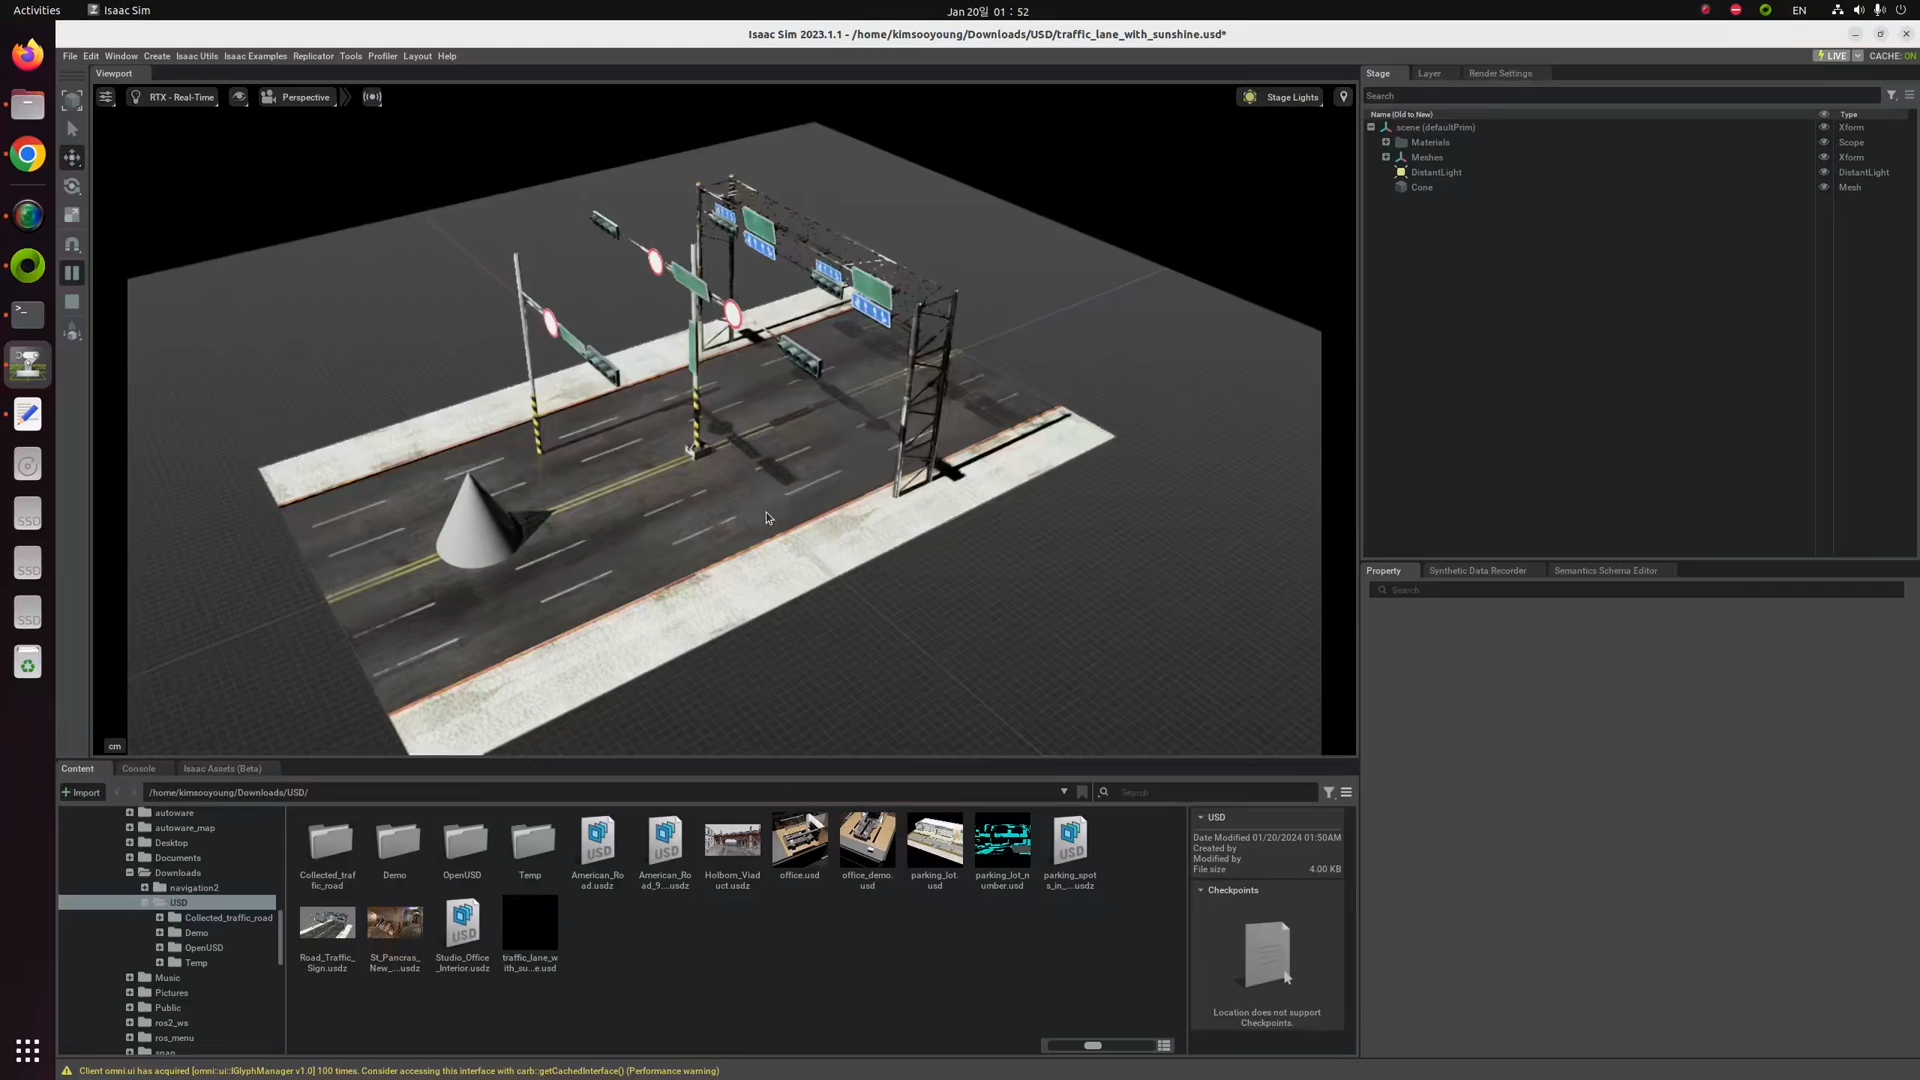 Activities
Isaac Sim
Jan 20일 01 : 52
EN
Isaac Sim 2023.1.1 - /home/kimsooyoung/Downloads/USD/traffic_lane_with_sunshine.usd*
File Edit Window Create Isaac Utils Isaac Examples Replicator Tools Profiler Layout Help
LIVE
CACHE: ON
Viewport
RTX - Real-Time
Perspective
Stage Lights
cm
Stage Layer Render Settings
Search
Name (Old to New) Type
scene (defaultPrim) Xform
Materials Scope
Meshes Xform
DistantLight DistantLight
Cone Mesh
Property Synthetic Data Recorder Semantics Schema Editor
Search
SSD
SSD
SSD
Content Console Isaac Assets (Beta)
Import
/home/kimsooyoung/Downloads/USD/
Search
autoware
autoware_map
Desktop
Documents
Downloads
navigation2
USD
Collected_traffic_road
Demo
OpenUSD
Temp
Music
Pictures
Public
ros2_ws
ros_menu
snap
USD
USD
USD
Collected_traf
fic_road
Demo
OpenUSD
Temp
American_Ro
ad.usdz
American_Ro
ad_9....usdz
Holborn_Viad
uct.usdz
office.usd
office_demo.
usd
parking_lot.
usd
parking_lot_n
umber.usd
parking_spot
s_in_....usdz
USD
Road_Traffic_
Sign.usdz
St_Pancras_
New_....usdz
Studio_Office
_Interior.usdz
traffic_lane_w
ith_su...e.usd
USD
Date Modified 01/20/2024 01:50AM
Created by
Modified by
File size 4.00 KB
Checkpoints
Location does not support
Checkpoints.
Client omni.ui has acquired [omni::ui::IGlyphManager v1.0] 100 times. Consider accessing this interface with carb::getCachedInterface() (Performance warning)